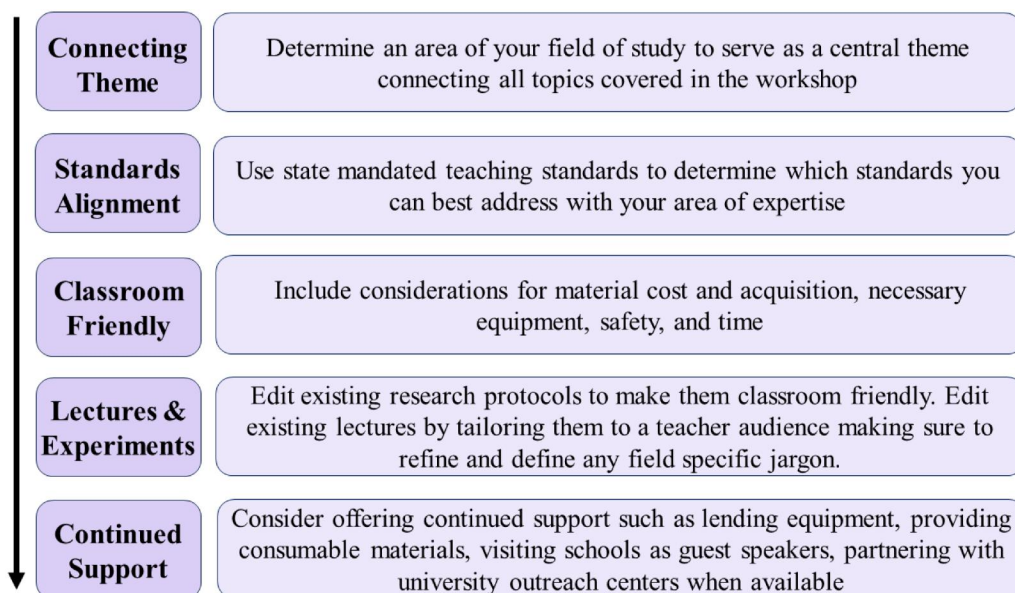 Connecting
Theme
Determine an area of your field of study to serve as a central theme
connecting all topics covered in the workshop
Standards
Alignment
Use state mandated teaching standards to determine which standards you
can best address with your area of expertise
Classroom
Friendly
Include considerations for material cost and acquisition, necessary
equipment, safety, and time
Lectures &
Experiments
Edit existing research protocols to make them classroom friendly. Edit
existing lectures by tailoring them to a teacher audience making sure to
refine and define any field specific jargon.
Continued
Support
Consider offering continued support such as lending equipment, providing
consumable materials, visiting schools as guest speakers, partnering with
university outreach centers when available